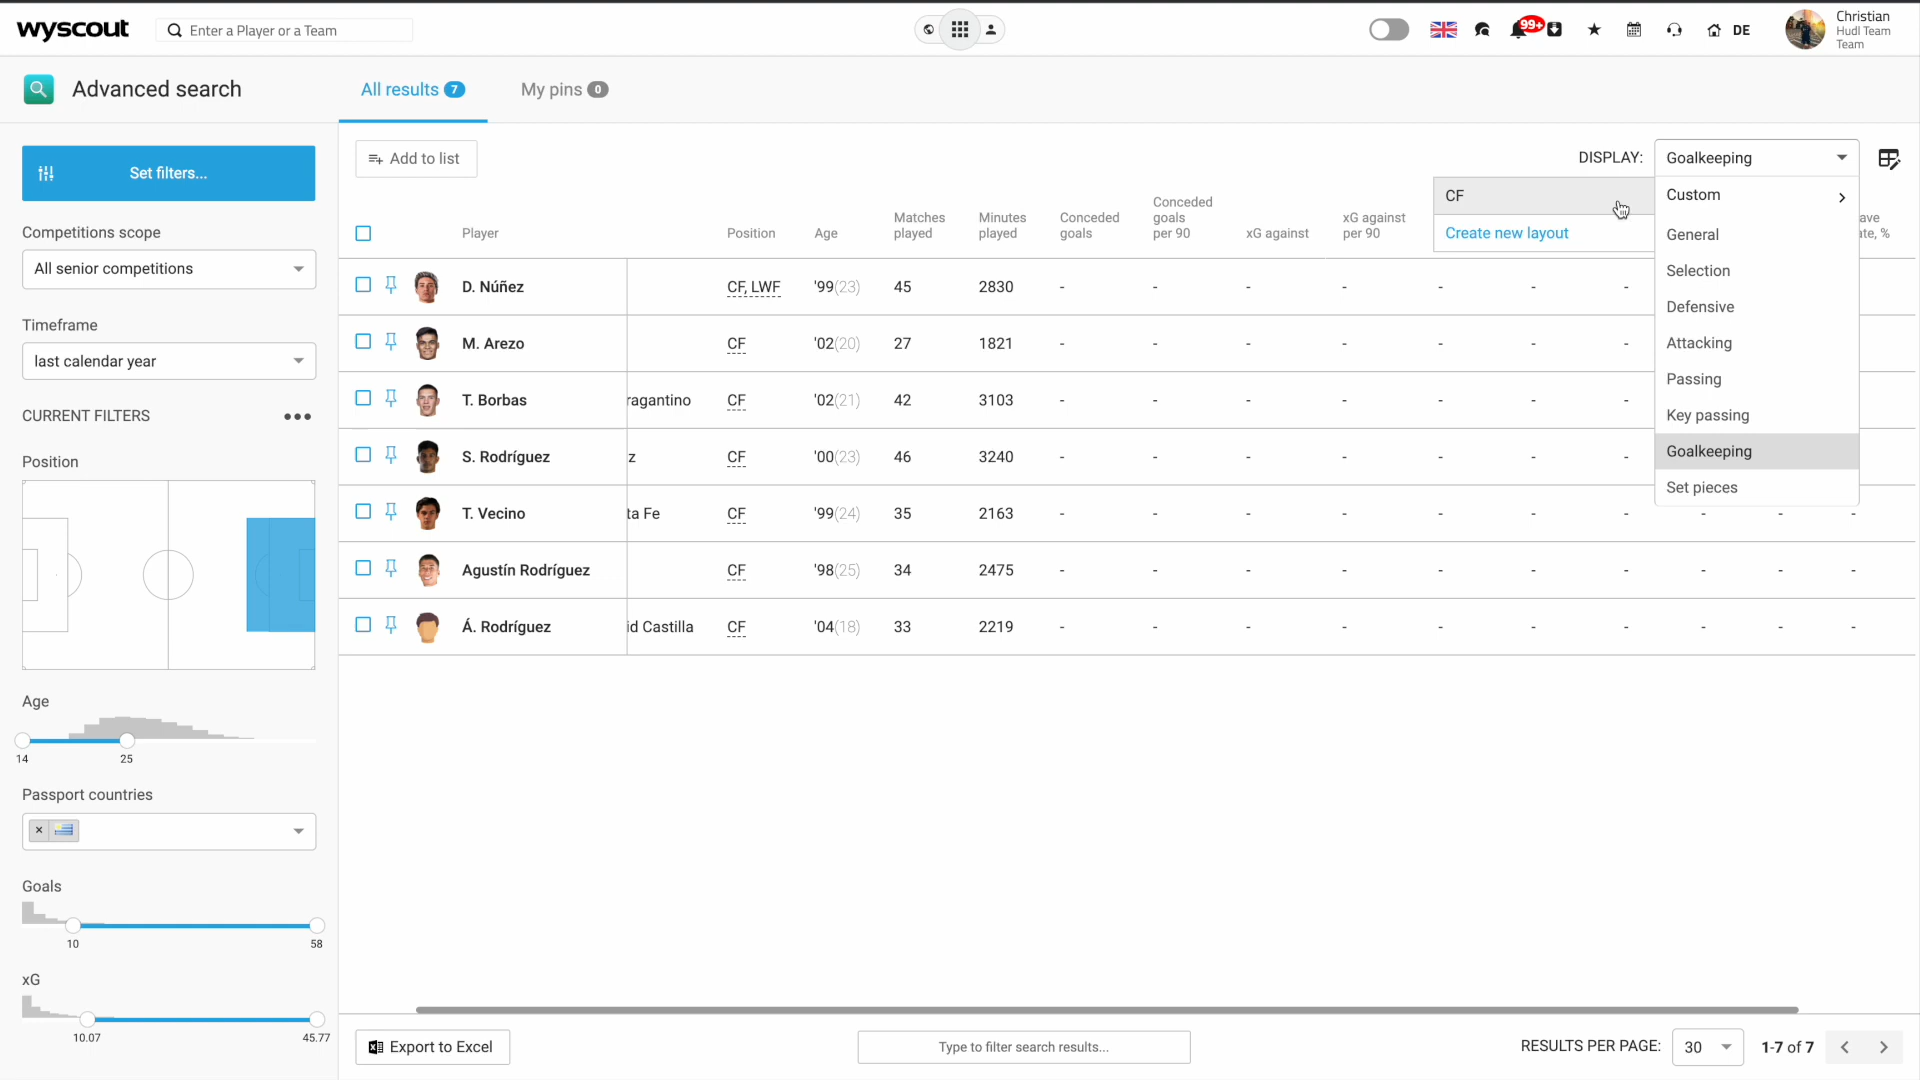 wyscout
Enter a Player or a Team
99+
DE
Christian
Hudl Team
Team
Advanced search
All results 7
My pins 0
Set filters...
Add to list
DISPLAY:
Goalkeeping
Competitions scope
All senior competitions
Timeframe
last calendar year
CURRENT FILTERS
Position
Age
14
25
Passport countries
×
Goals
10
58
xG
10.07
45.77
CF
Create new layout
Custom
General
Selection
Defensive
Attacking
Passing
Key passing
Goalkeeping
Set pieces
Player
Position
Age
Matches
played
Minutes
played
Conceded
goals
Conceded
goals
per 90
xG against
xG against
per 90
ave
ate, %
D. Núñez CF, LWF '99(23) 45 2830 - - - - - - -
M. Arezo CF '02(20) 27 1821 - - - - - - -
T. Borbas ragantino CF '02(21) 42 3103 - - - - - - -
S. Rodríguez z CF '00(23) 46 3240 - - - - - - -
T. Vecino ta Fe CF '99(24) 35 2163 - - - - - - - - - -
Agustín Rodríguez CF '98(25) 34 2475 - - - - - - - - - -
Á. Rodríguez id Castilla CF '04(18) 33 2219 - - - - - - - - - -
Export to Excel
Type to filter search results...
RESULTS PER PAGE: 30 1-7 of 7